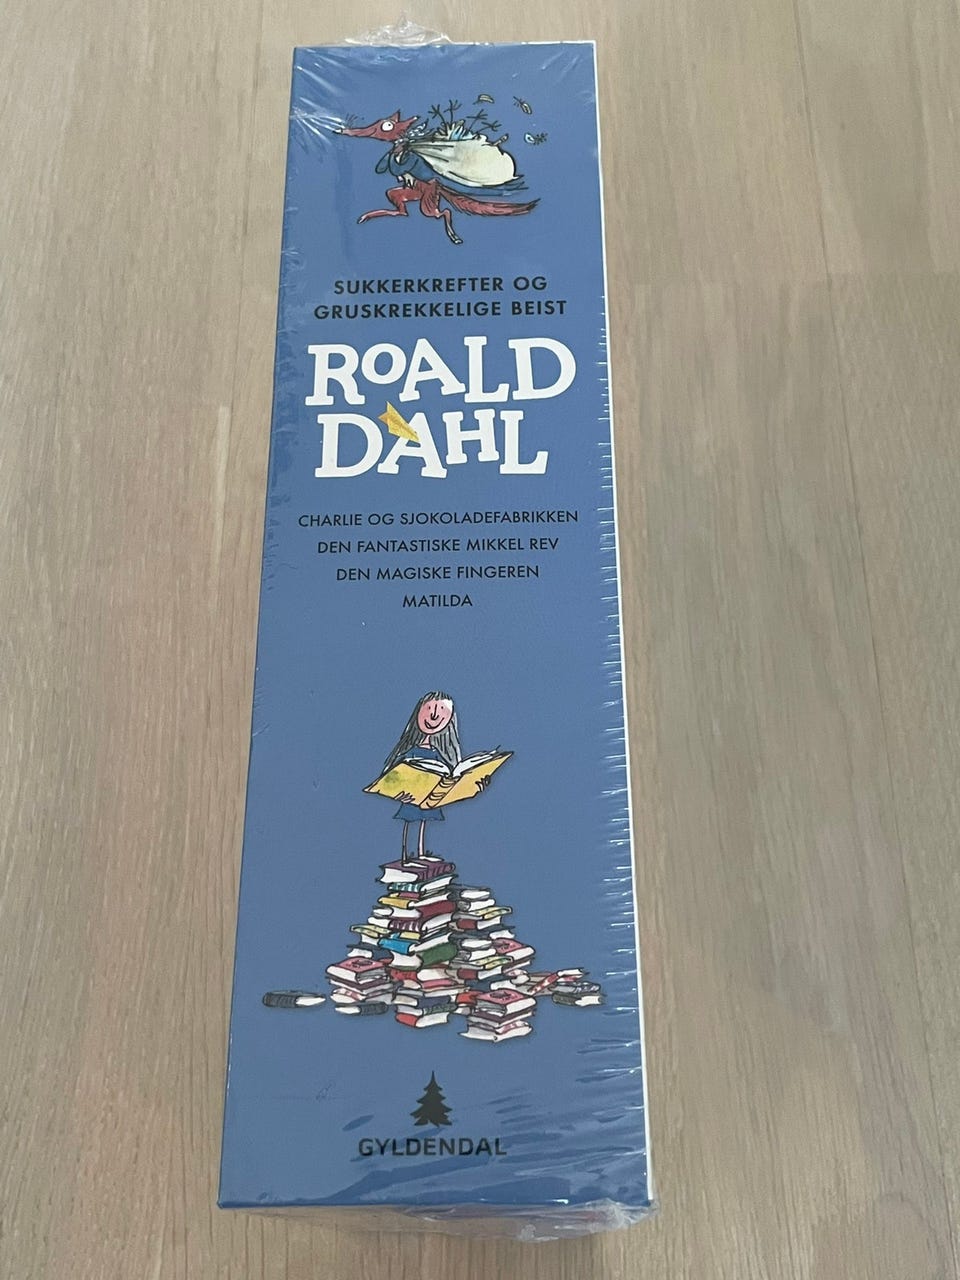 SUKKERKREFTER OG
GRUSKREKKELIGE BEIST
ROALD
DAHL
CHARLIE OG SJOKOLADEFABRIKKEN
DEN FANTASTISKE MIKKEL REV
DEN MAGISKE FINGEREN
MATILDA
GYLDENDAL